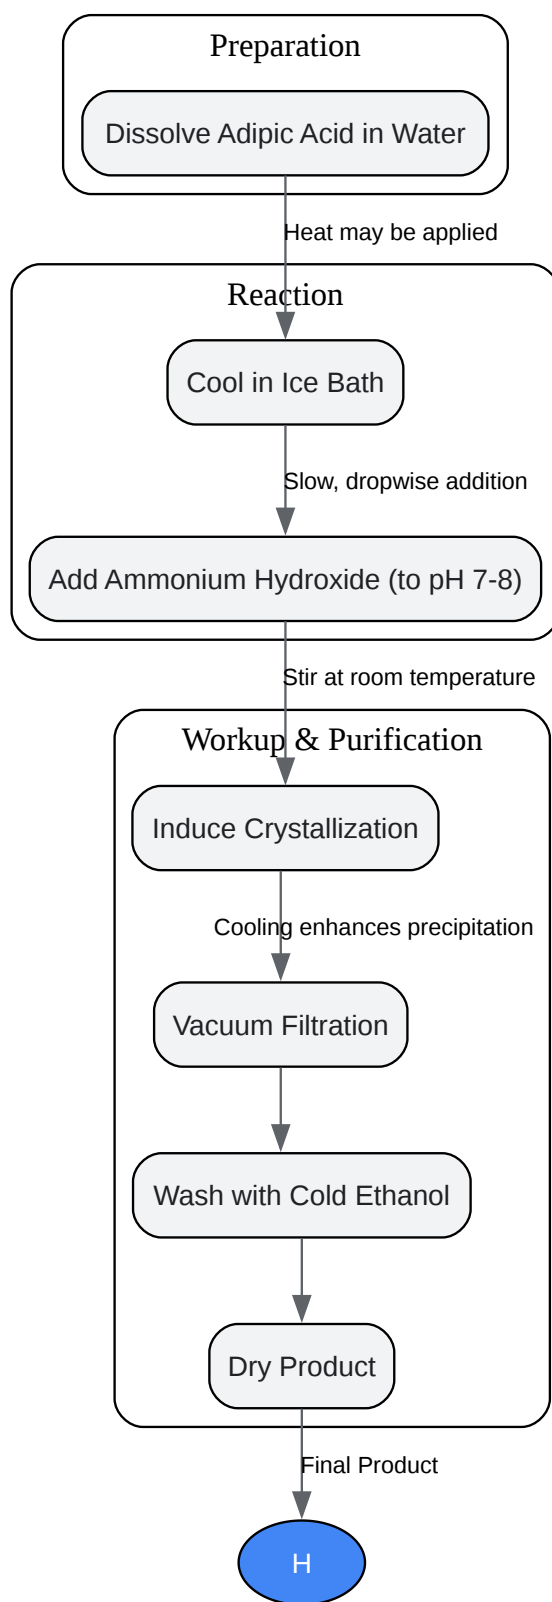 Preparation
Dissolve Adipic Acid in Water
Heat may be applied
Reaction
Cool in Ice Bath
Slow, dropwise addition
Add Ammonium Hydroxide (to pH 7-8)
Stir at room temperature
Workup & Purification
Induce Crystallization
Cooling enhances precipitation
Vacuum Filtration
Wash with Cold Ethanol
Dry Product
Final Product
H